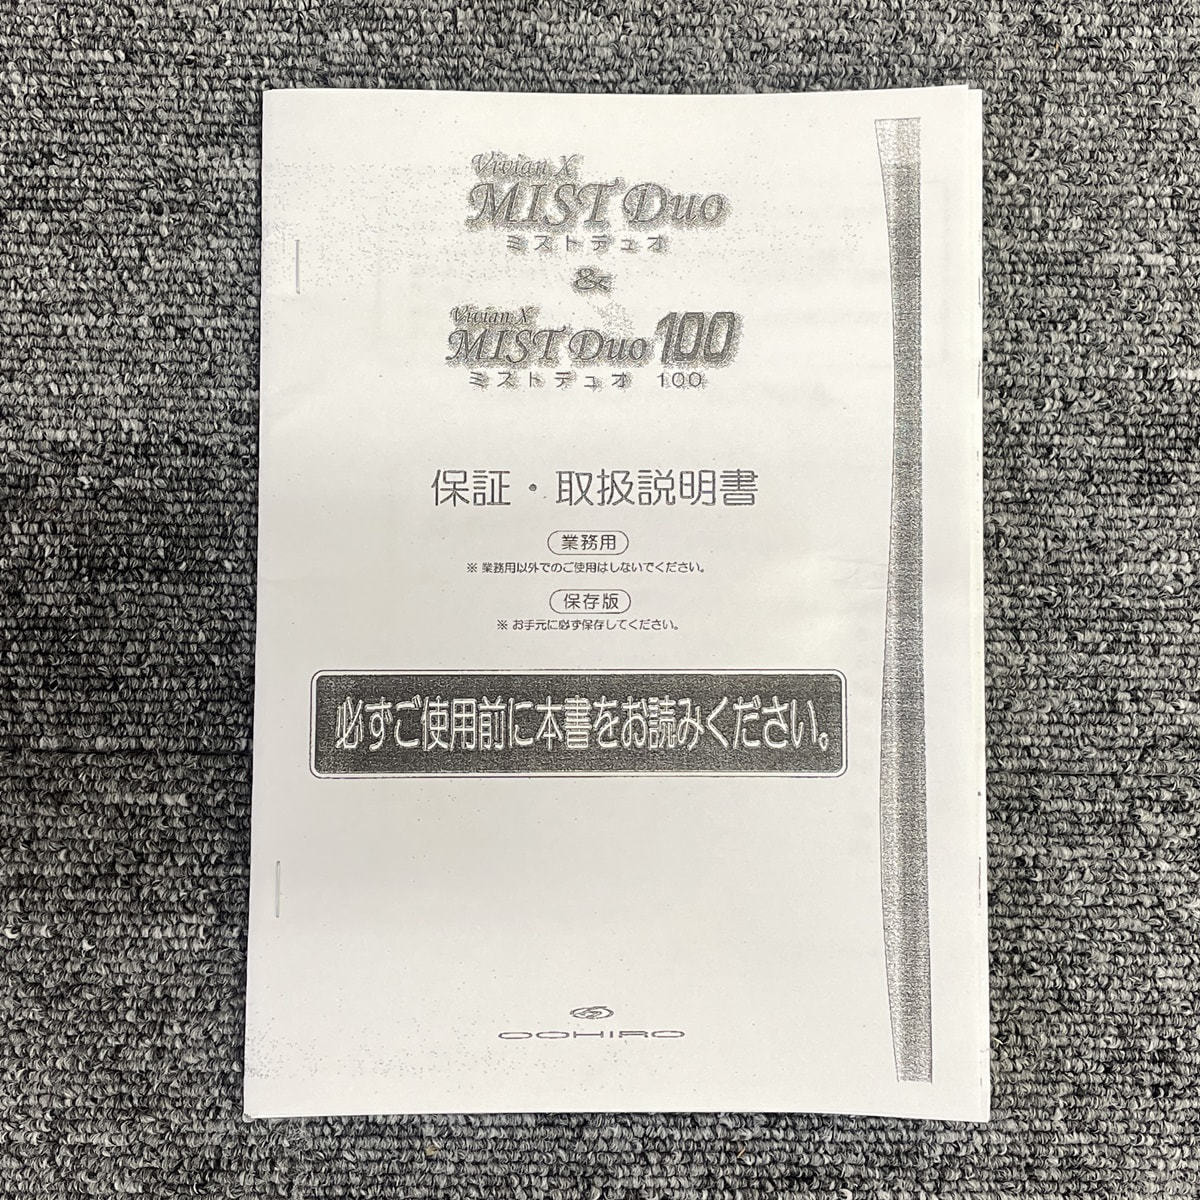 Vivian X
MIST Duo
ミストデュオ
&
Vivian X
MIST Duo 100
ミストデュオ 100
保証・取扱説明書
業務用
※ 業務用以外でのご使用はしないでください。
保存版
※ お手元に必ず保存してください。
必ずご使用前に本書をお読みください。
OOHIRO